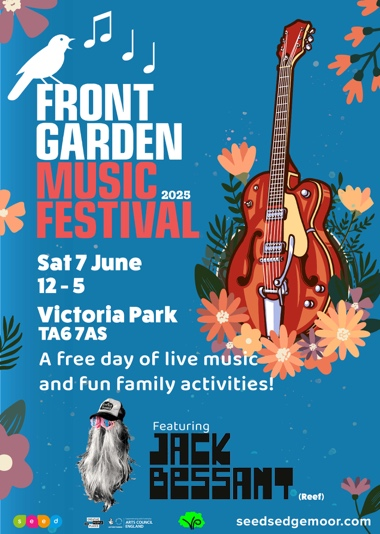 FRONT
GARDEN
MUSIC
2025
FESTIVAL
Sat 7 June
12 - 5
Victoria Park
TA6 7AS
A free day of live music
and fun family activities!
Featuring
JACK
BESSANT
(Reef)
seed
ARTS COUNCIL
ENGLAND
seedsedgemoor.com